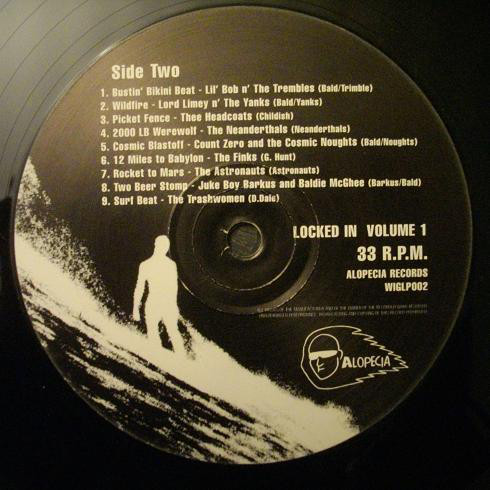 Side Two
1. Bustin' Bikini Beat - Lil' Bob n' The Trembles (Bald/Trimble)
2. Wildfire - Lord Limey n' The Yanks (Bald/Yanks)
3. Picket Fence - Thee Headcoats (Childish)
4. 2000 LB Werewolf - The Neanderthals (Neanderthals)
5. Cosmic Blastoff - Count Zero and the Cosmic Noughts (Bald/Noughts)
6. 12 Miles to Babylon - The Finks (G. Hunt)
7. Rocket to Mars - The Astronauts (Astronauts)
8. Two Beer Stomp - Juke Boy Barkus and Baldie McGhee (Barkus/Bald)
9. Surf Beat - The Trashwomen (D.Dale)
LOCKED IN VOLUME 1
33 R.P.M.
ALOPECIA RECORDS
WIGLP002
ALOPECIA